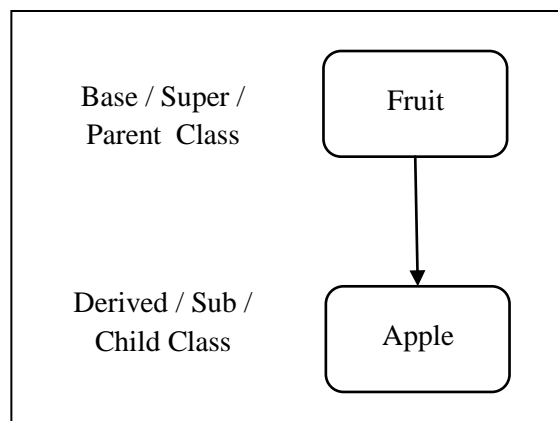 Base / Super /
Parent Class
Fruit
Derived / Sub /
Child Class
Apple